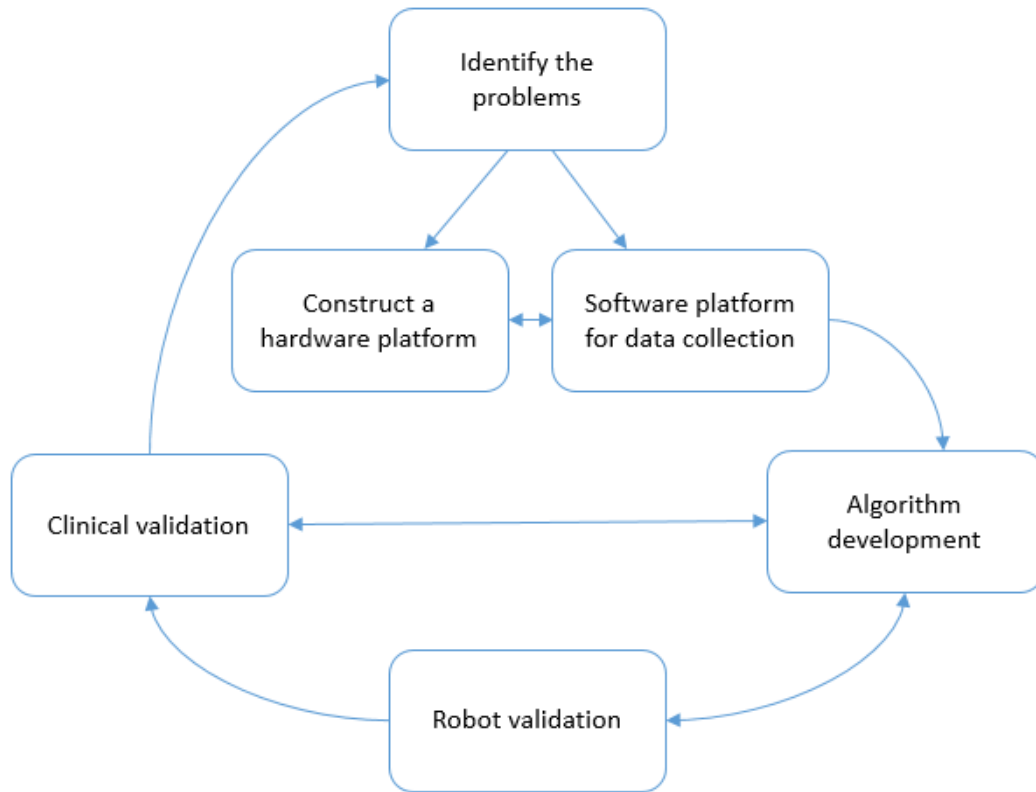 Identify the
problems
Construct a
hardware platform
Software platform
for data collection
Clinical validation
Algorithm
development
Robot validation